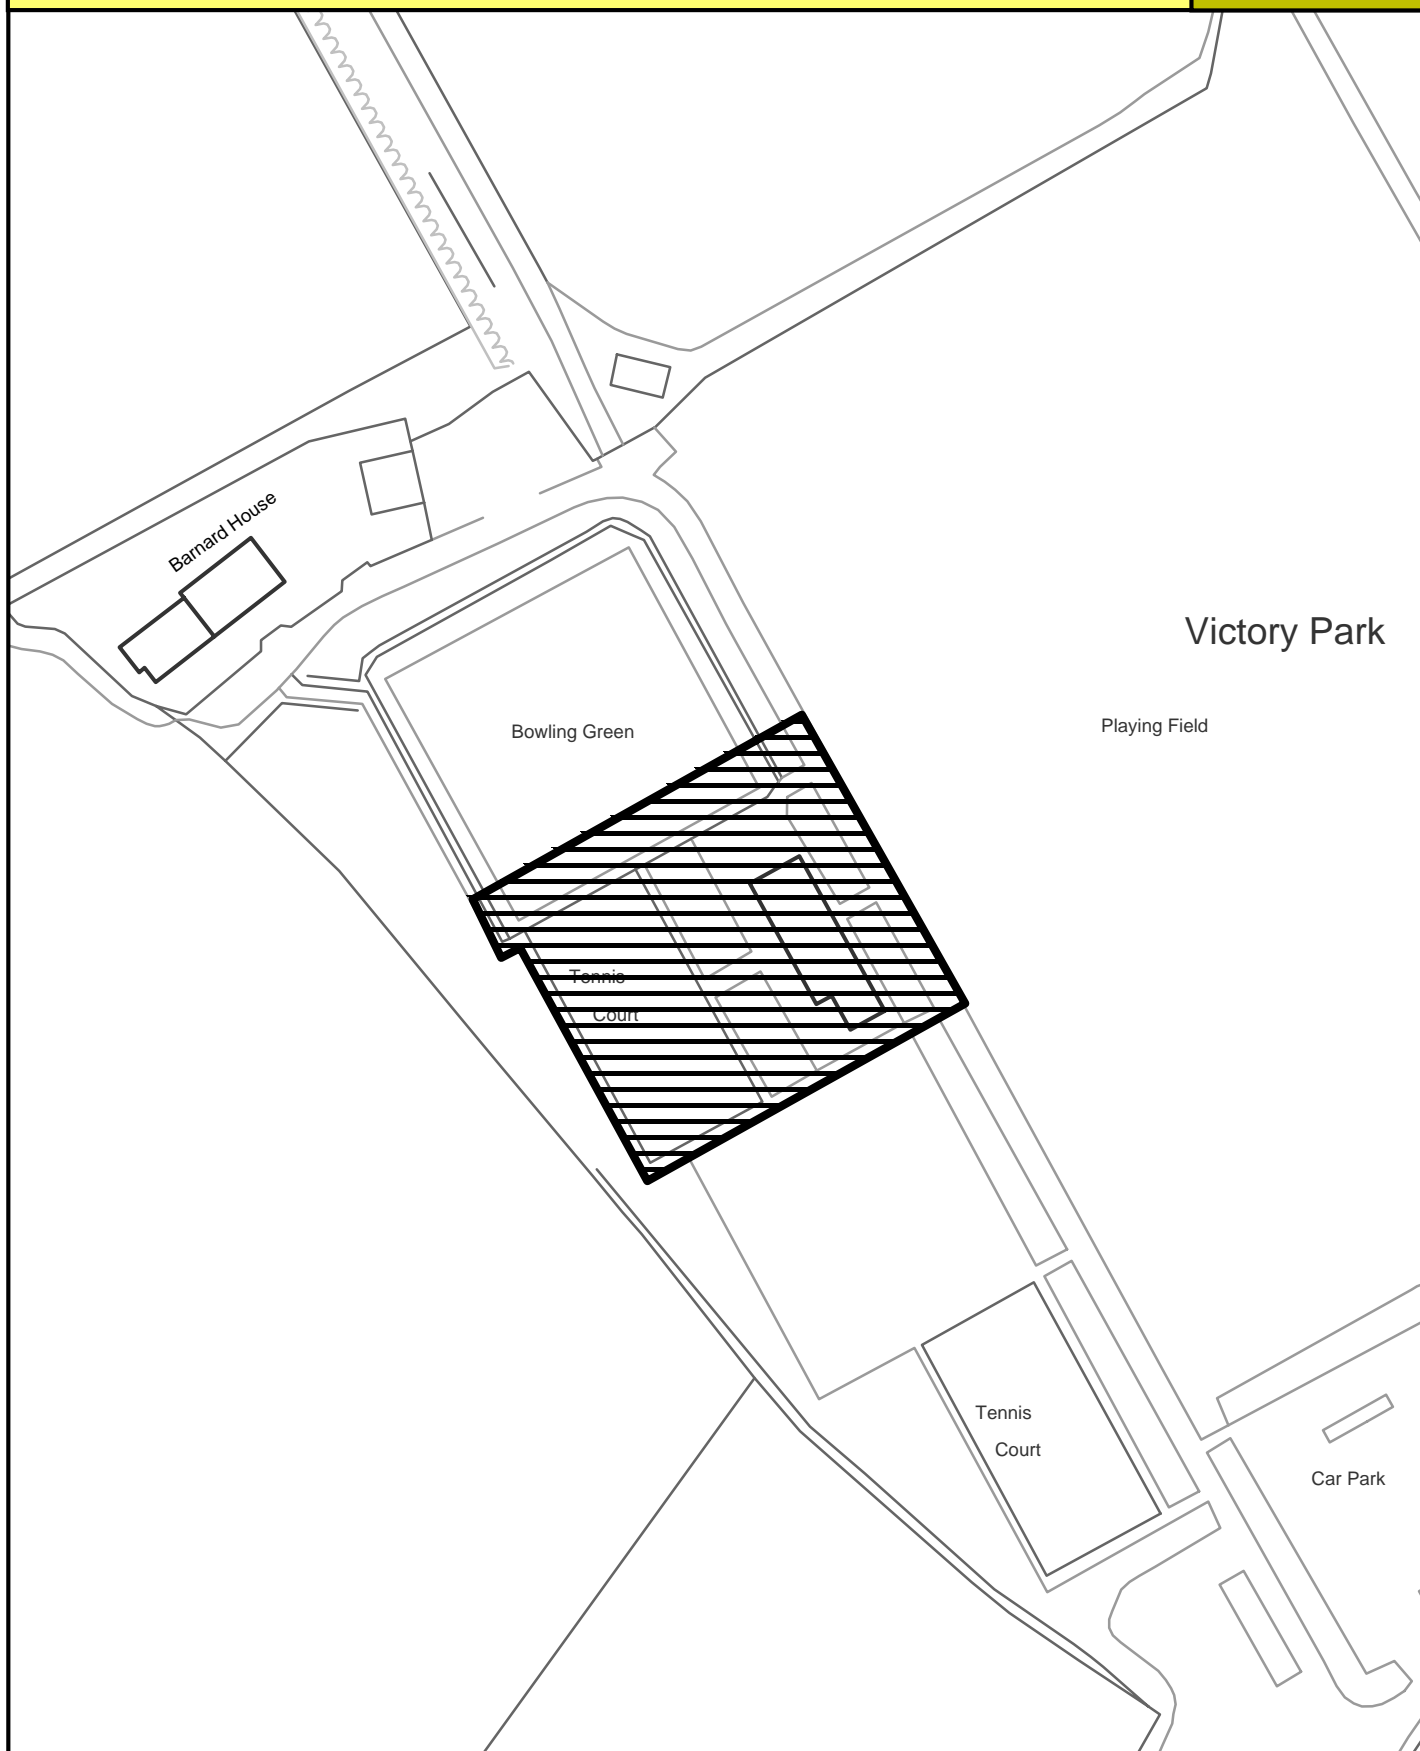 Barnard House
Victory Park
Playing Field
Bowling Green
Tennis
Court
Tennis
Court
Car Park